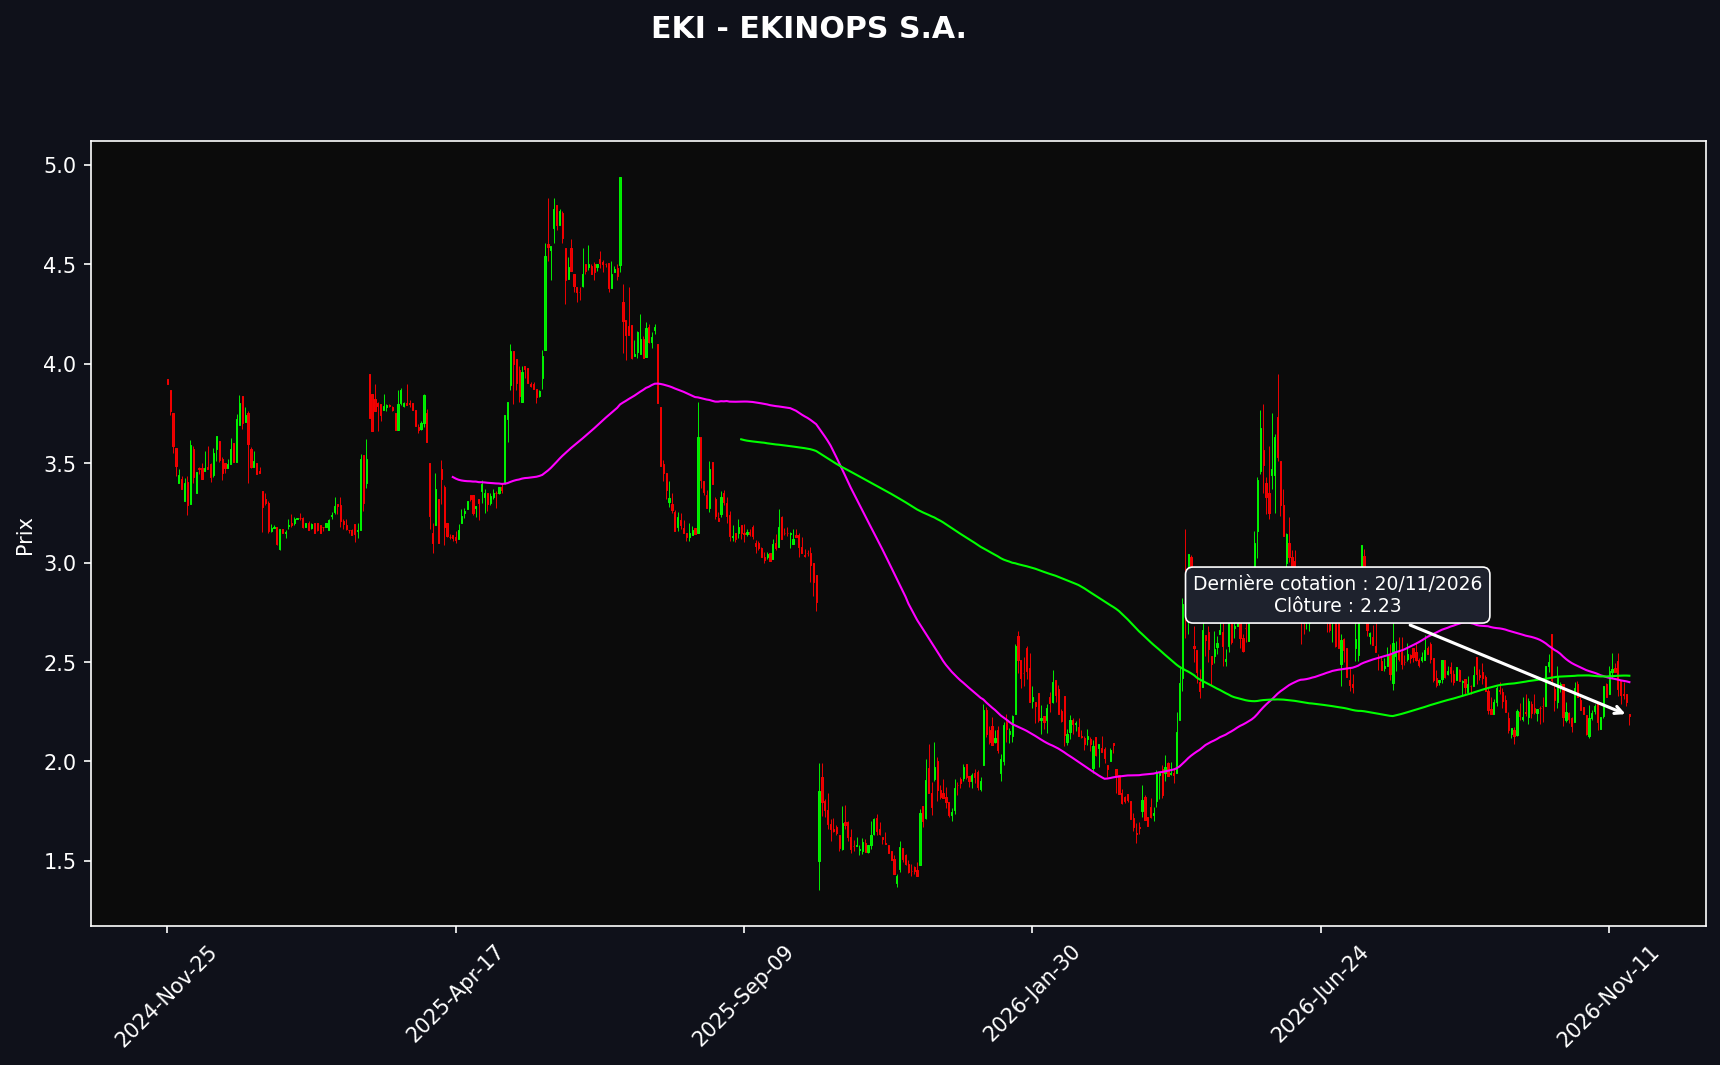 EKI - EKINOPS S.A.
Prix
5.0
4.5
4.0
3.5
3.0
2.5
2.0
1.5
Dernière cotation : 20/11/2026
Clôture : 2.23
2024-Nov-25
2025-Apr-17
2025-Sep-09
2026-Jan-30
2026-Jun-24
2026-Nov-11